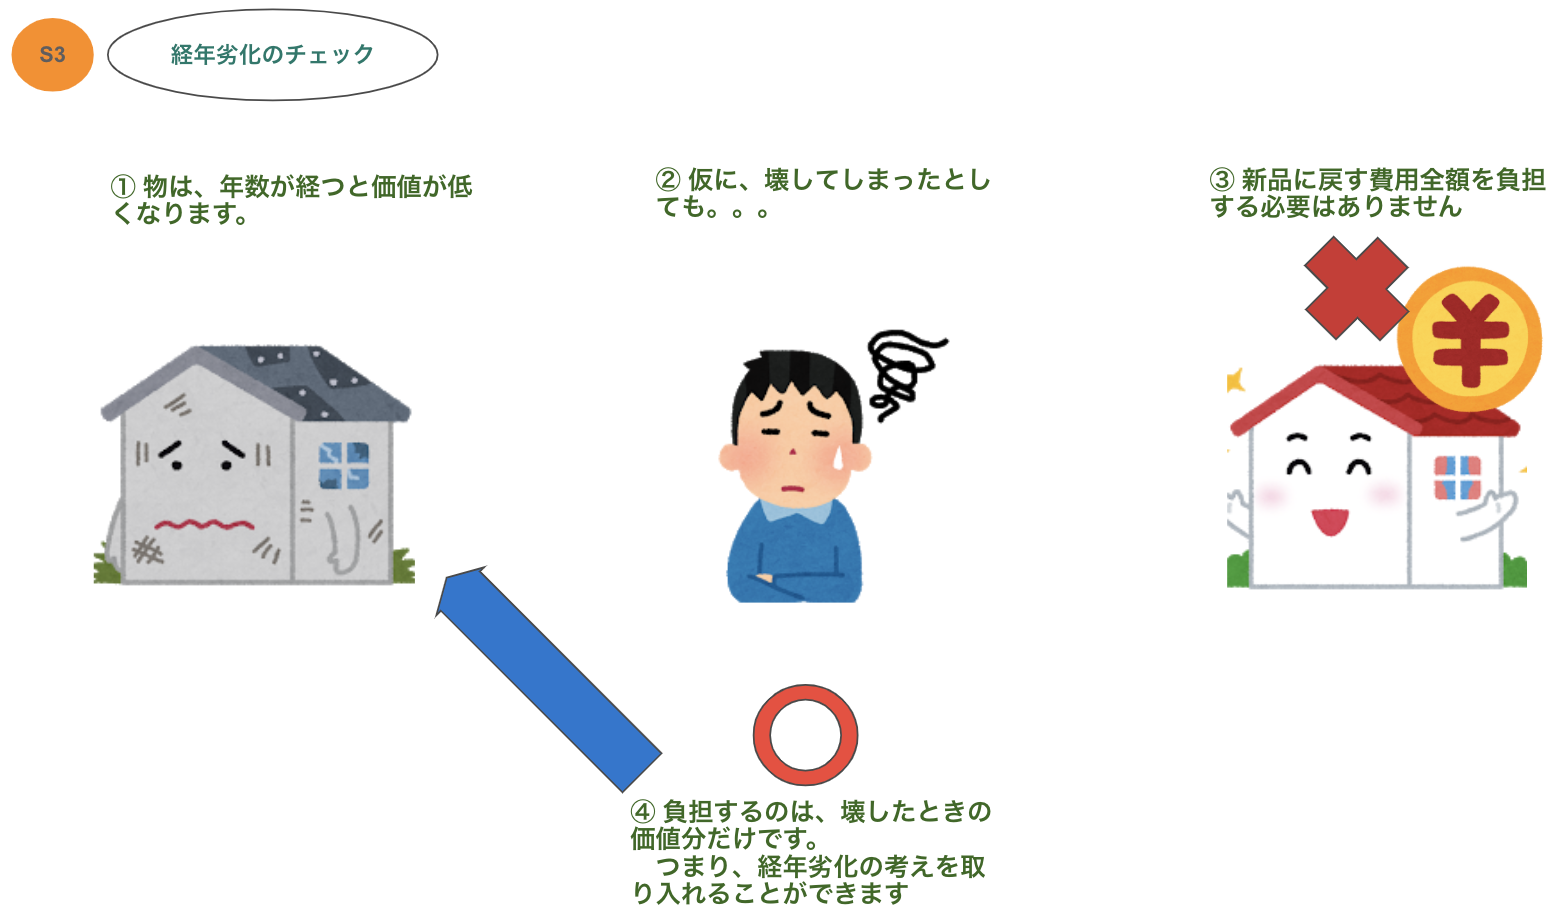 S3
経年劣化のチェック
① 物は、年数が経つと価値が低
くなります。
② 仮に、壊してしまったとし
ても。。。
③ 新品に戻す費用全額を負担
する必要はありません
¥
④ 負担するのは、壊したときの
価値分だけです。
　つまり、経年劣化の考えを取
り入れることができます